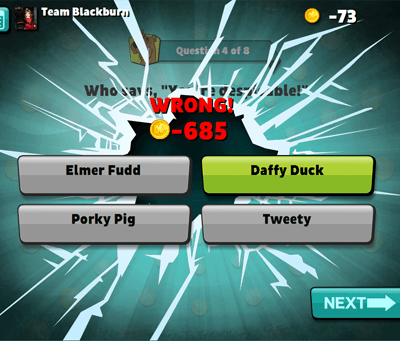 Team Blackburn
-73
Question 4 of 8
Who says, "You're despicable!"
WRONG!
-685
Elmer Fudd
Daffy Duck
Porky Pig
Tweety
NEXT